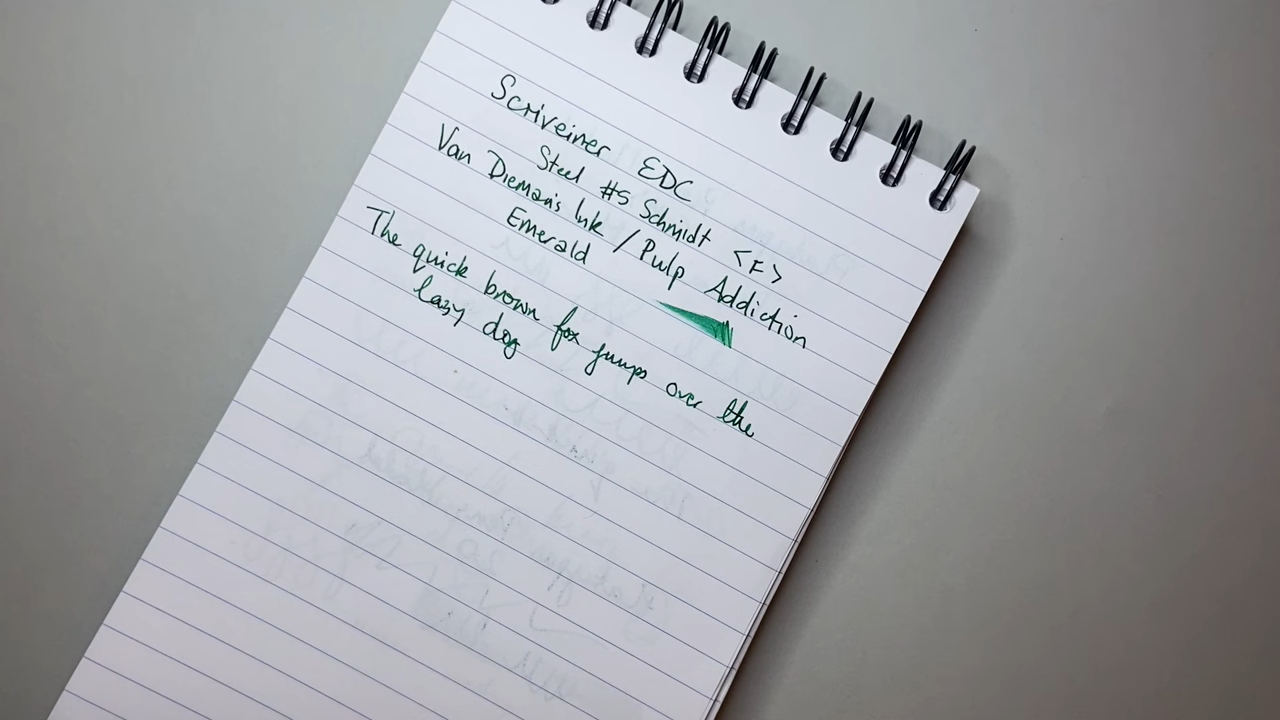 Scriveiner EDC
Steel #5 Schmidt <F>
Van Dieman's Ink / Pulp Addiction
Emerald
The quick brown fox jumps over the
lazy dog